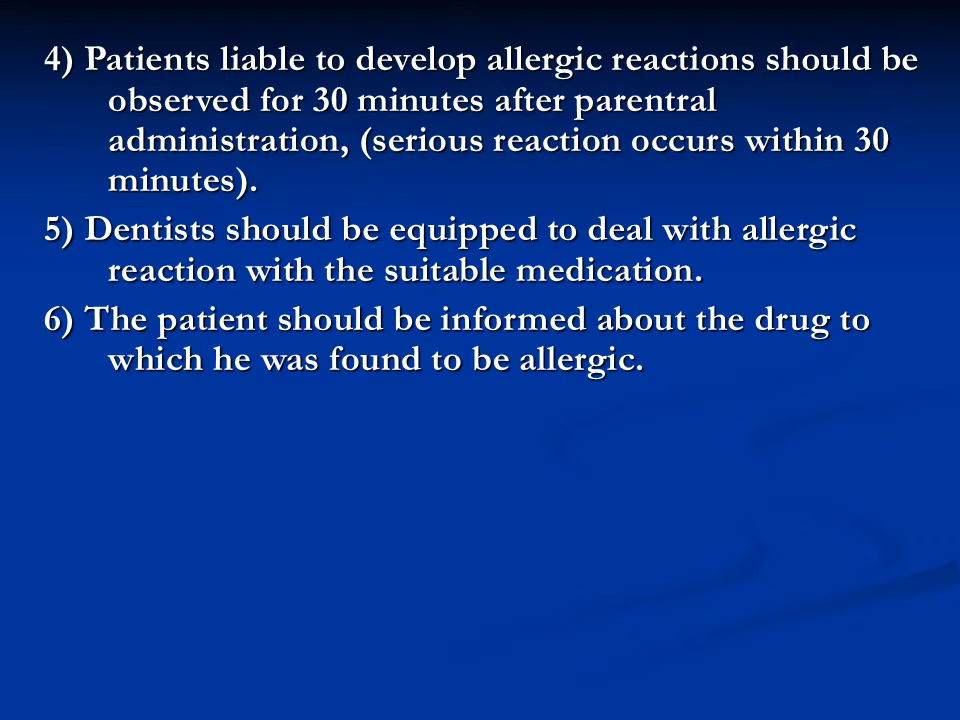 4) Patients liable to develop allergic reactions should be
observed for 30 minutes after parentral
administration, (serious reaction occurs within 30
minutes).
5) Dentists should be equipped to deal with allergic
reaction with the suitable medication.
6) The patient should be informed about the drug to
which he was found to be allergic.